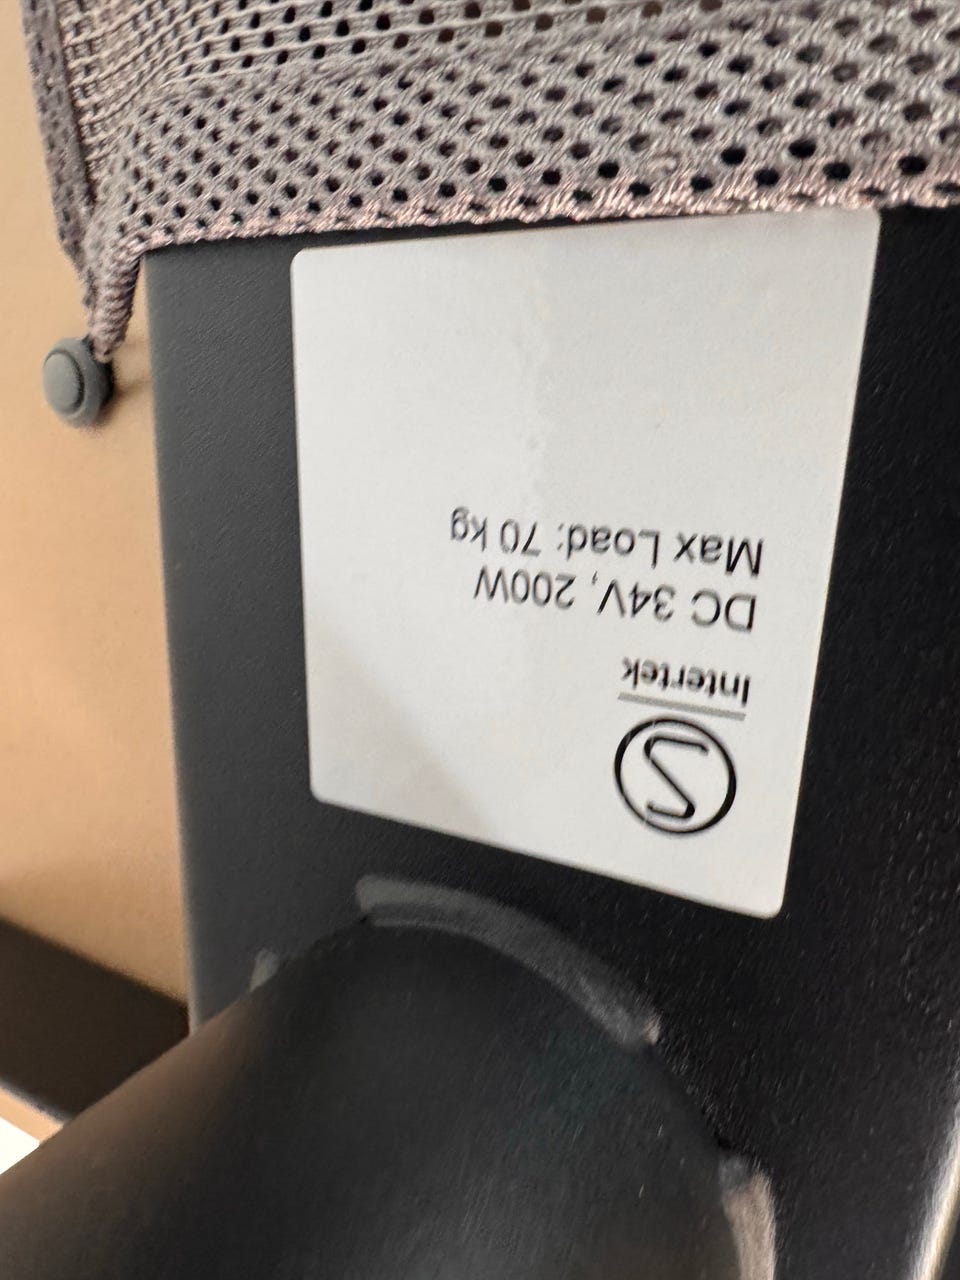 S
Intertek
DC 34V, 200W
Max Load: 70 kg